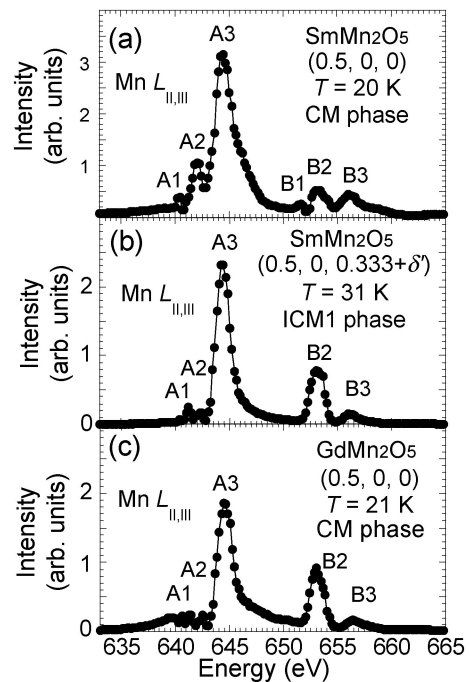 (a)
A3
SmMn2O5
(0.5, 0, 0)
T = 20 K
CM phase
Mn LII,III
A2
A1
B1
B2
B3
3
2
1
Intensity
(arb. units)
(b)
A3
SmMn2O5
(0.5, 0, 0.333+δ')
T = 31 K
ICM1 phase
Mn LII,III
A2
A1
B2
B3
2
1
0
Intensity
(arb. units)
(c)
A3
GdMn2O5
(0.5, 0, 0)
T = 21 K
CM phase
Mn LII,III
A2
A1
B2
B3
2
1
0
Intensity
(arb. units)
635 640 645 650 655 660 665
Energy (eV)